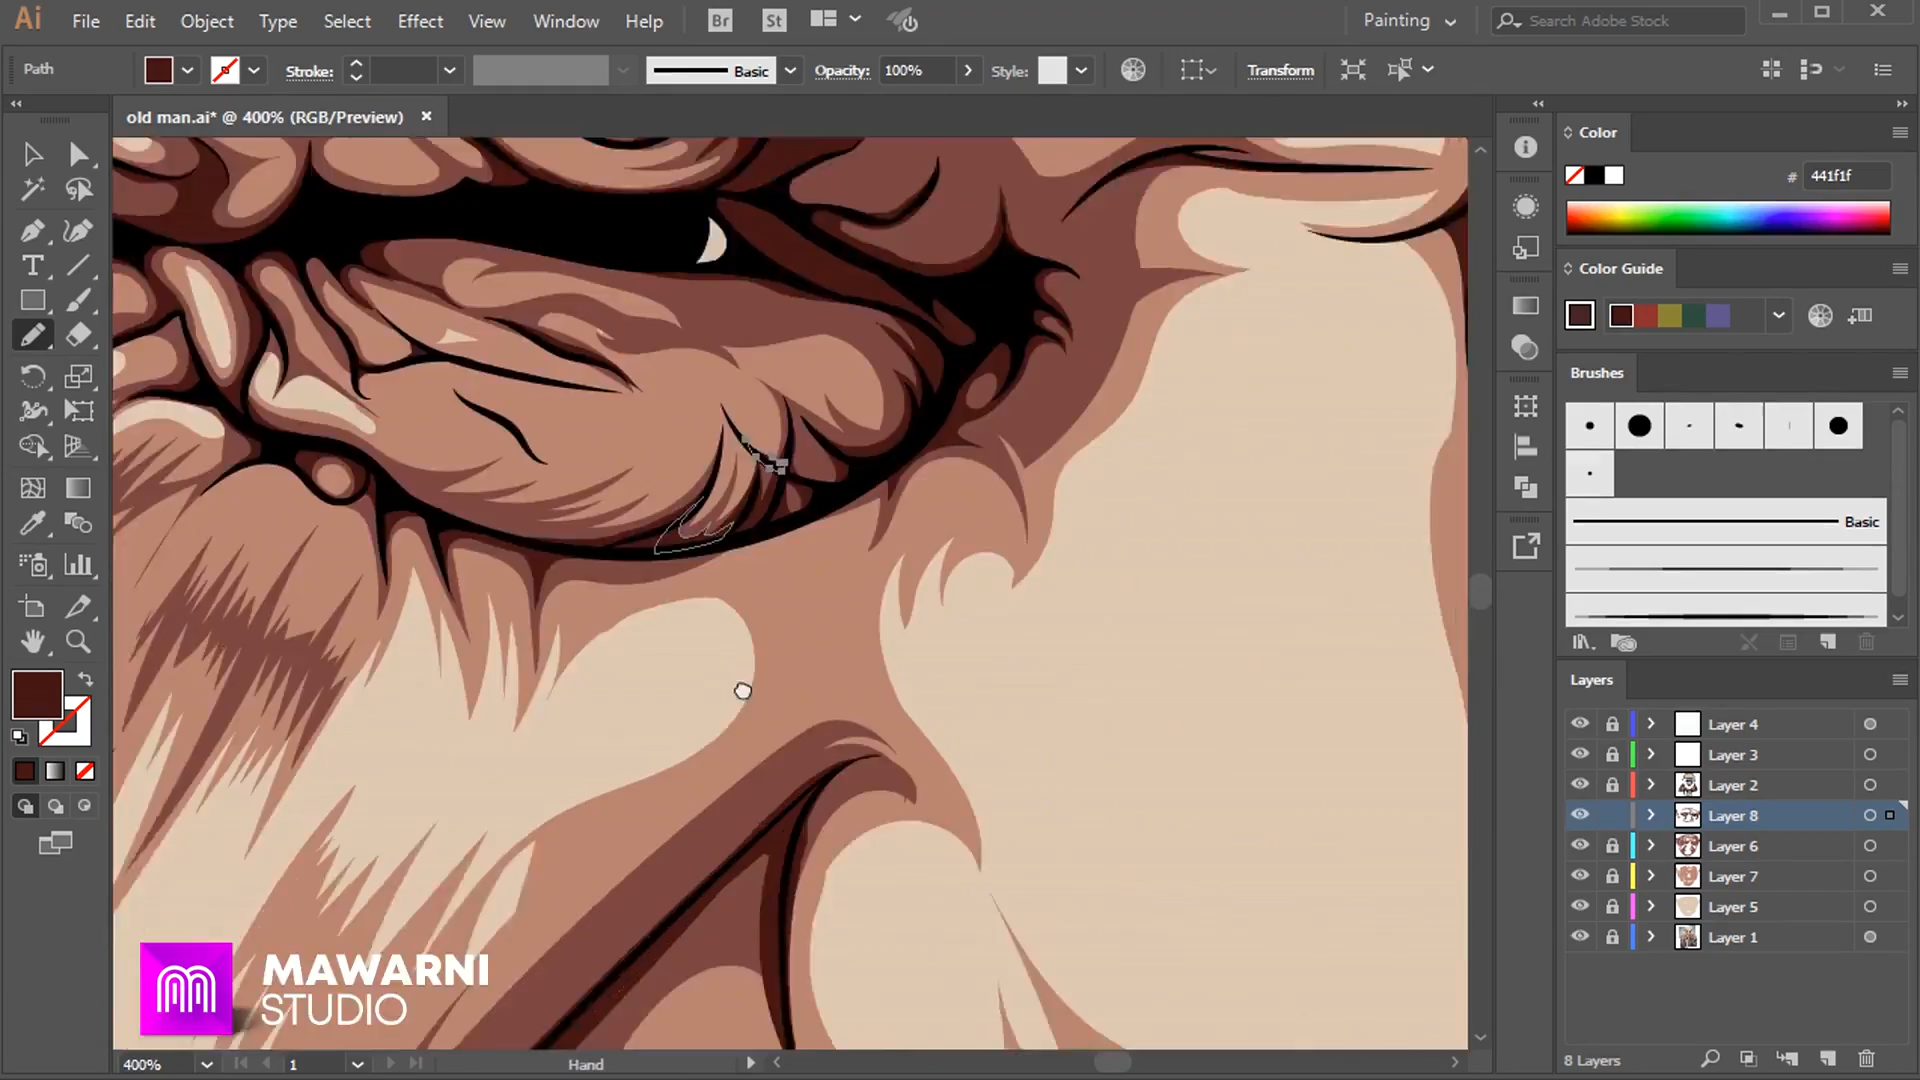 Ai File Edit Object Type Select Effect View Window Help Br St Painting Search Adobe Stock
Path Stroke: Basic Opacity: 100% Style: Transform
old man.ai* @ 400% (RGB/Preview)
Color
# 441f1f
Color Guide
Brushes
Basic
Layers
Layer 4
Layer 3
Layer 2
Layer 8
Layer 6
Layer 7
Layer 5
Layer 1
MAWARNI
STUDIO
400% 1 Hand
8 Layers